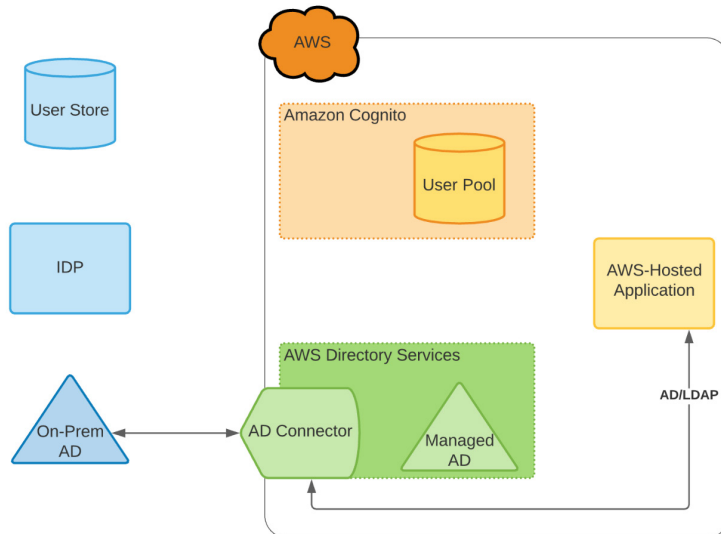 AWS
User Store
Amazon Cognito
User Pool
IDP
AWS-Hosted
Application
AWS Directory Services
AD/LDAP
On-Prem
AD
AD Connector
Managed
AD